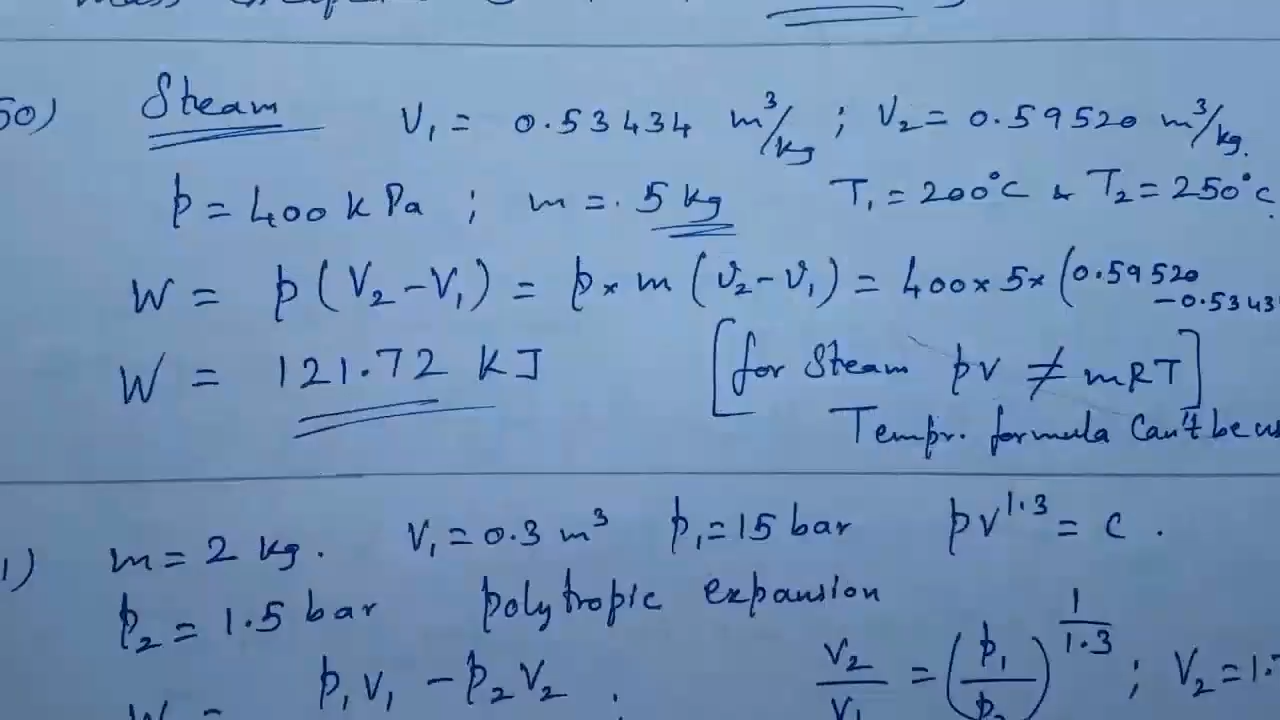 50) Steam V₁ = 0.53434 m³/kg ; V₂ = 0.59520 m³/kg.
p = 400 k Pa ; m = . 5 kg T₁ = 200°C & T₂ = 250°C.
W = p (V₂ - V₁) = p × m (v₂ - v₁) = 400 × 5 × (0.59520
- 0.5343
W = 121.72 KJ [for Steam pv ≠ mRT]
Tempr. formula Can't be u
1) m = 2 kg. V₁ = 0.3 m³ p₁ = 15 bar pv^1.3 = c .
p₂ = 1.5 bar polytropic expansion
W = p₁V₁ - p₂V₂ ; V₂/V₁ = (p₁/p₂)^(1/1.3) ; V₂ = 1.